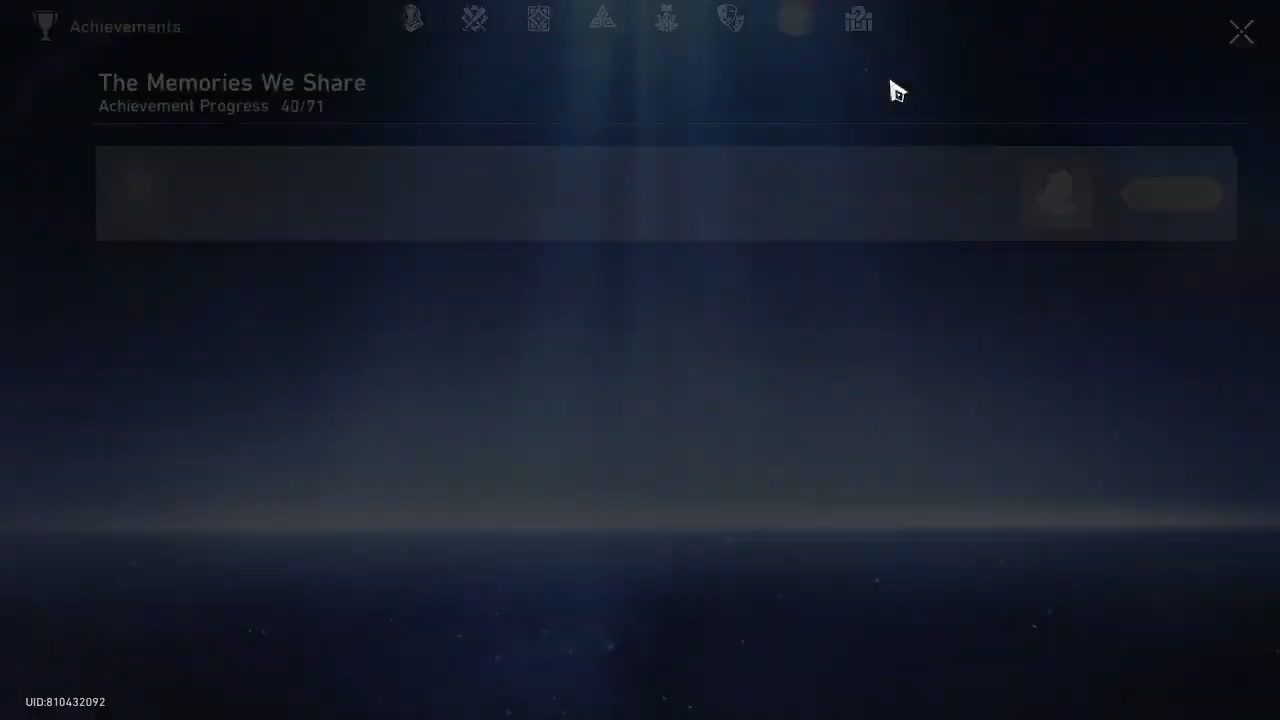 Achievements
The Memories We Share
Achievement Progress 40/71
UID:810432092